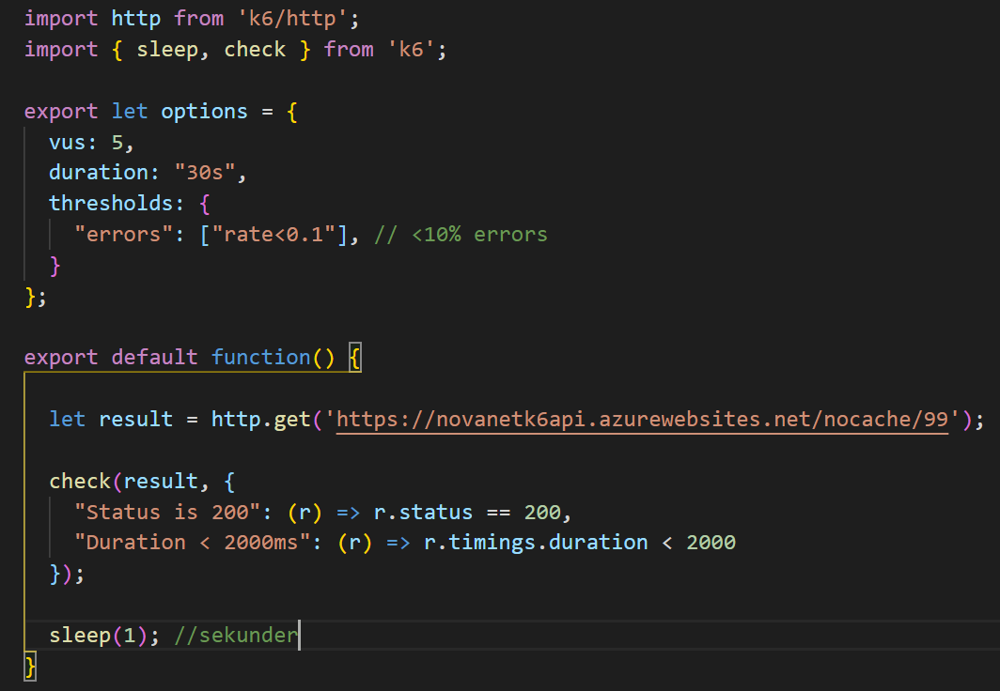 import http from 'k6/http';
import { sleep, check } from 'k6';
export let options = {
  vus: 5,
  duration: "30s",
  thresholds: {
    "errors": ["rate<0.1"], // <10% errors
  }
};
export default function() {
  let result = http.get('https://novanetk6api.azurewebsites.net/nocache/99');
  check(result, {
    "Status is 200": (r) => r.status == 200,
    "Duration < 2000ms": (r) => r.timings.duration < 2000
  });
  sleep(1); //sekunder
}